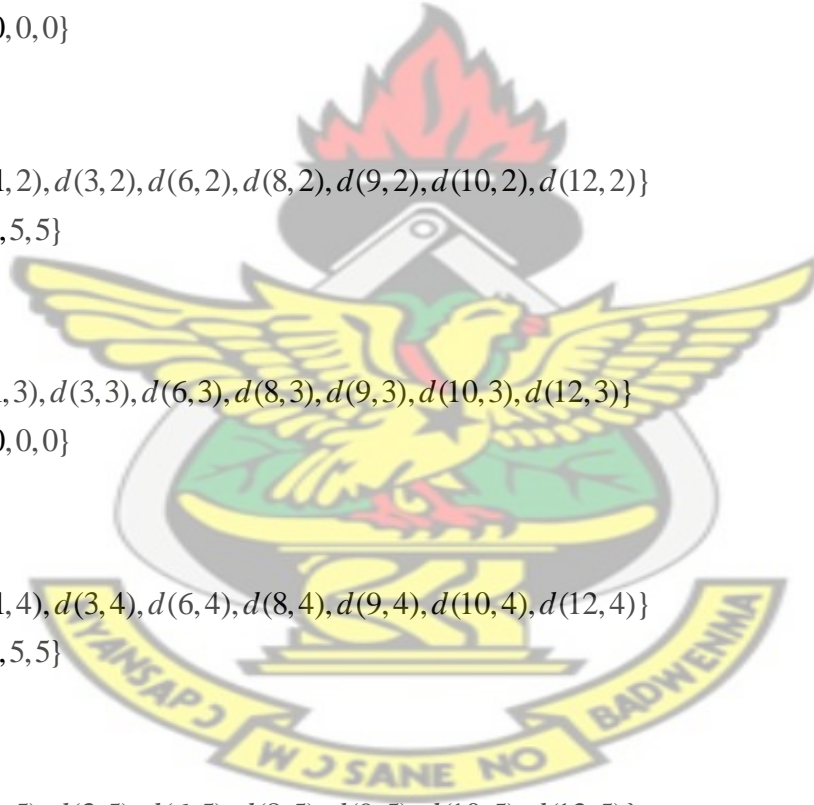 0,0,0}
1,2),d(3,2),d(6,2),d(8,2),d(9,2),d(10,2),d(12,2)}
,5,5}
,3),d(3,3),d(6,3),d(8,3),d(9,3),d(10,3),d(12,3)}
0,0,0}
1,4),d(3,4),d(6,4),d(8,4),d(9,4),d(10,4),d(12,4)}
,5,5}
NYANSAPƆ
WƆSANE NO
BADWENMA